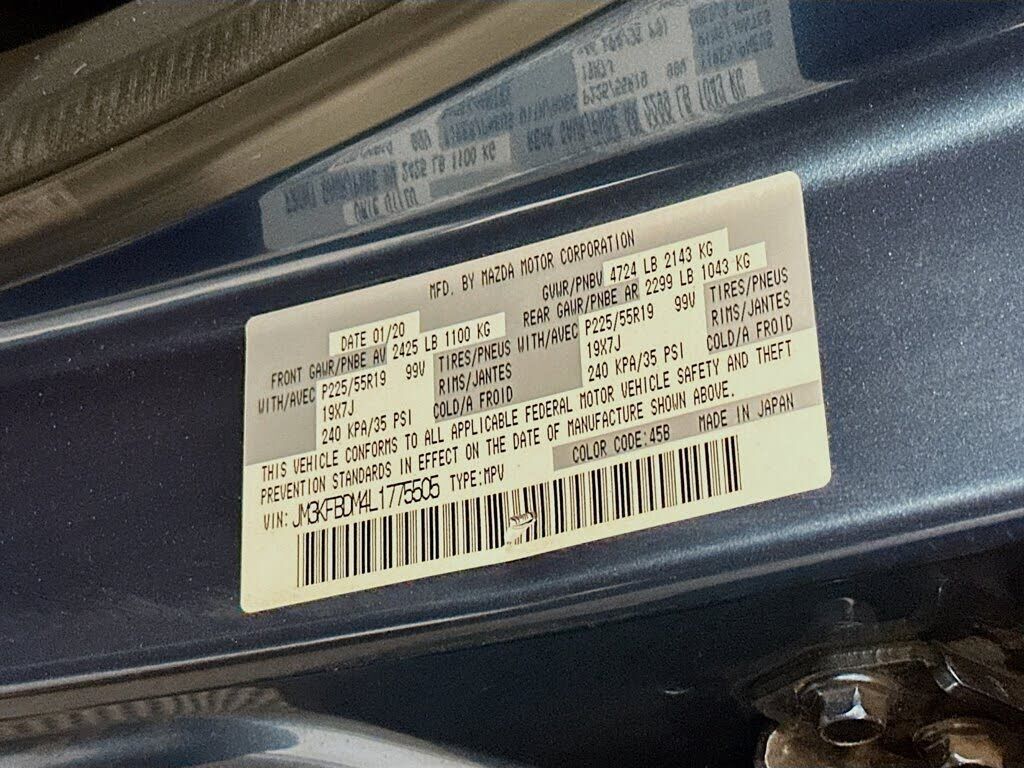 MFD. BY MAZDA MOTOR CORPORATION
DATE 01/20 GVWR/PNBV 4724 LB 2143 KG
FRONT GAWR/PNBE AV 2425 LB 1100 KG REAR GAWR/PNBE AR 2299 LB 1043 KG
WITH/AVEC P225/55R19 99V TIRES/PNEUS WITH/AVEC P225/55R19 99V TIRES/PNEUS
19X7J RIMS/JANTES 19X7J RIMS/JANTES
240 KPA/35 PSI COLD/A FROID 240 KPA/35 PSI COLD/A FROID
THIS VEHICLE CONFORMS TO ALL APPLICABLE FEDERAL MOTOR VEHICLE SAFETY AND THEFT
PREVENTION STANDARDS IN EFFECT ON THE DATE OF MANUFACTURE SHOWN ABOVE.
VIN: JM3KFBDM4L1775505 TYPE:MPV COLOR CODE:45B MADE IN JAPAN